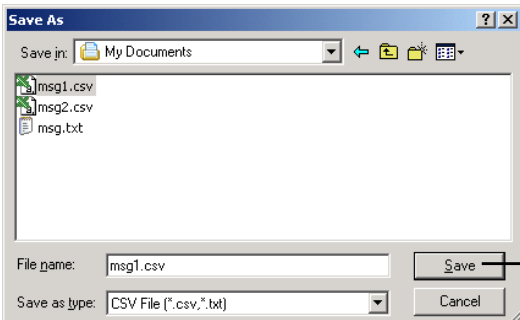 Save As
Save in: My Documents
msg1.csv
msg2.csv
msg.txt
File name: msg1.csv Save
Save as type: CSV File (*.csv,*.txt) Cancel